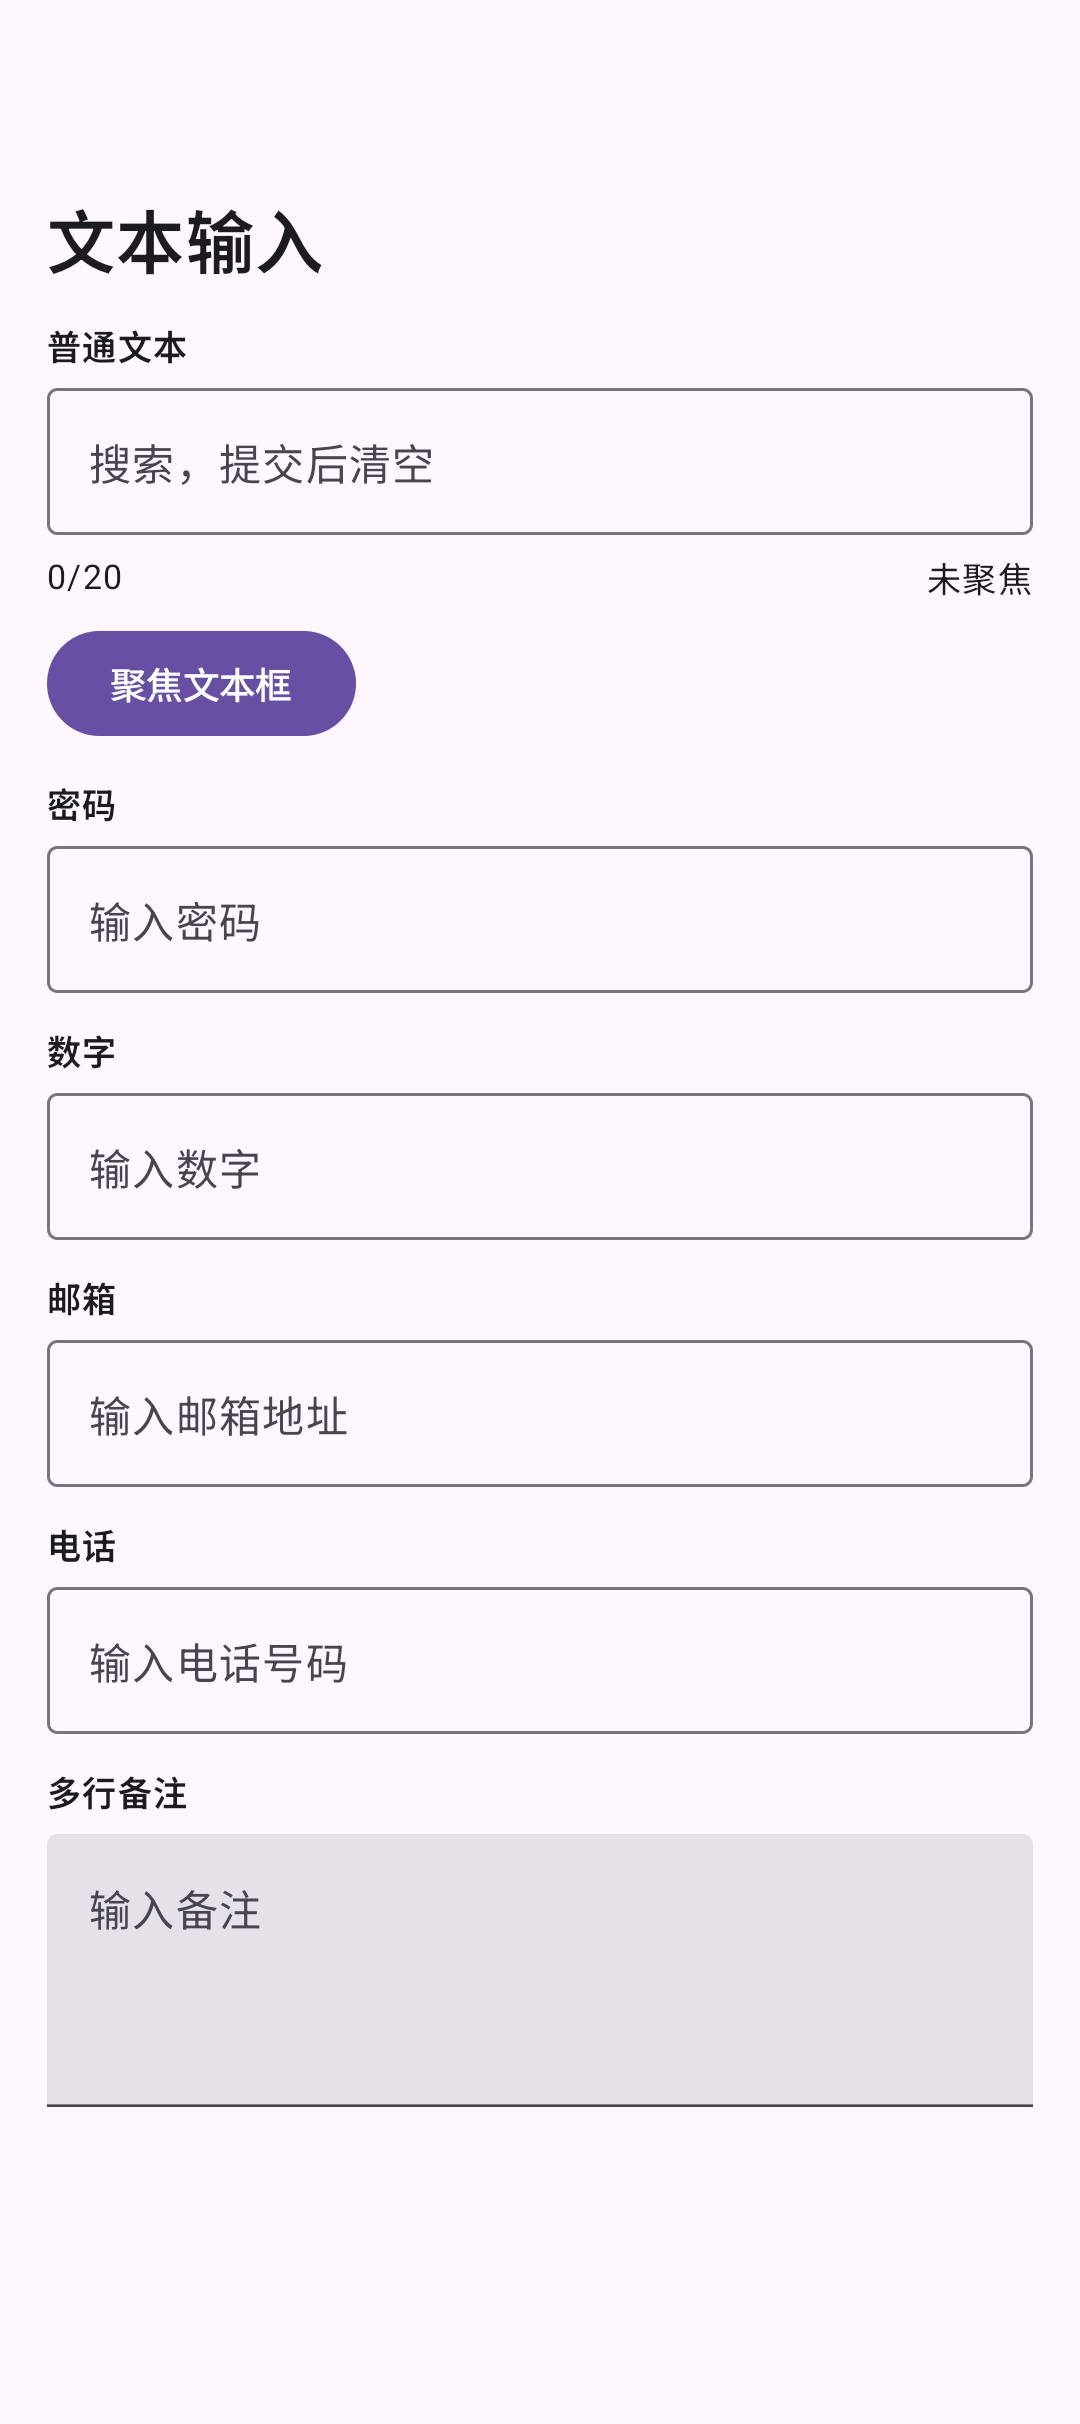 文本输入
普通文本
搜索，提交后清空
0/20 未聚焦
聚焦文本框
密码
输入密码
数字
输入数字
邮箱
输入邮箱地址
电话
输入电话号码
多行备注
输入备注